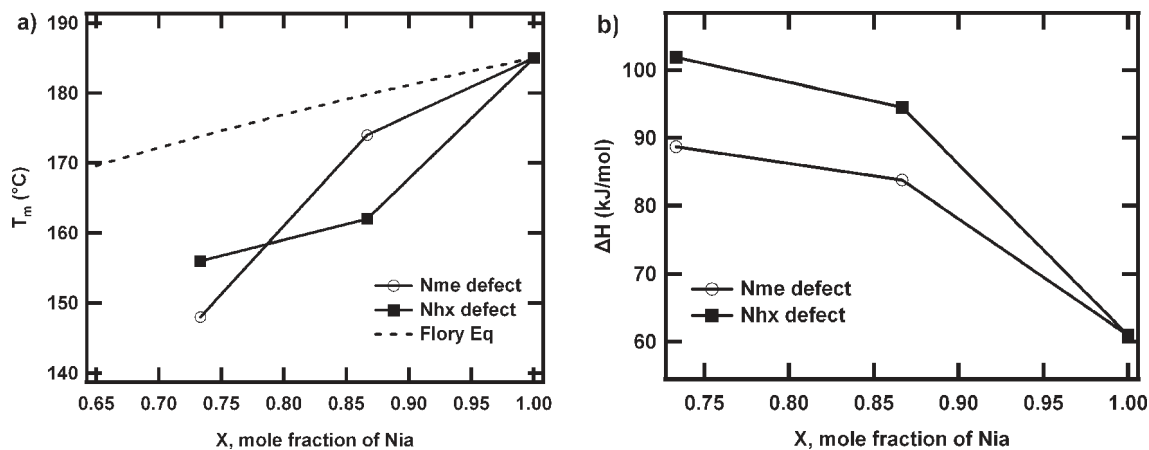 a)
190
180
170
160
150
140
T_m (°C)
Nme defect
Nhx defect
Flory Eq
0.65 0.70 0.75 0.80 0.85 0.90 0.95 1.00
X, mole fraction of Nia
b)
100
90
80
70
60
ΔH (kJ/mol)
Nme defect
Nhx defect
0.75 0.80 0.85 0.90 0.95 1.00
X, mole fraction of Nia